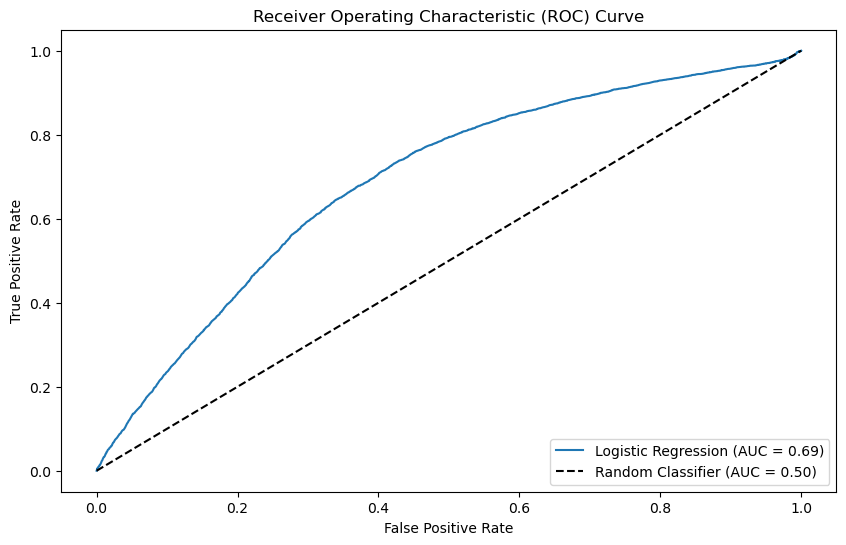 Receiver Operating Characteristic (ROC) Curve
True Positive Rate
1.0
0.8
0.6
0.4
0.2
0.0
Logistic Regression (AUC = 0.69)
Random Classifier (AUC = 0.50)
0.0 0.2 0.4 0.6 0.8 1.0
False Positive Rate